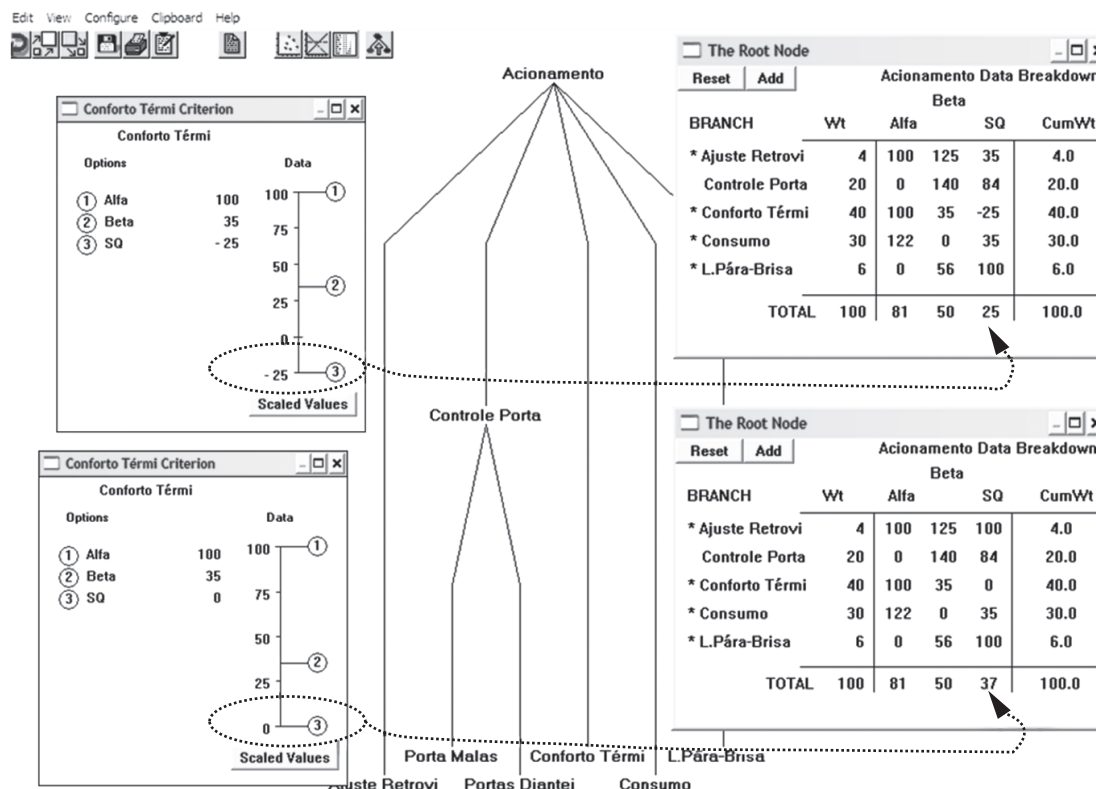 Edit View Configure Clipboard Help
Acionamento
Conforto Térmi Criterion
Conforto Térmi
Options Data
1 Alfa 100
2 Beta 35
3 SQ - 25
100
75
50
25
0
- 25
1
2
3
Scaled Values
The Root Node
Reset Add Acionamento Data Breakdown
Beta
BRANCH Wt Alfa SQ CumWt
* Ajuste Retrovi 4 100 125 35 4.0
Controle Porta 20 0 140 84 20.0
* Conforto Térmi 40 100 35 -25 40.0
* Consumo 30 122 0 35 30.0
* L.Pára-Brisa 6 0 56 100 6.0
TOTAL 100 81 50 25 100.0
Controle Porta
Conforto Térmi Criterion
Conforto Térmi
Options Data
1 Alfa 100
2 Beta 35
3 SQ 0
100
75
50
25
0
1
2
3
Scaled Values
The Root Node
Reset Add Acionamento Data Breakdown
Beta
BRANCH Wt Alfa SQ CumWt
* Ajuste Retrovi 4 100 125 100 4.0
Controle Porta 20 0 140 84 20.0
* Conforto Térmi 40 100 35 0 40.0
* Consumo 30 122 0 35 30.0
* L.Pára-Brisa 6 0 56 100 6.0
TOTAL 100 81 50 37 100.0
Porta Malas Conforto Térmi L.Pára-Brisa
Ajuste Retrovi Portas Diantei Consumo